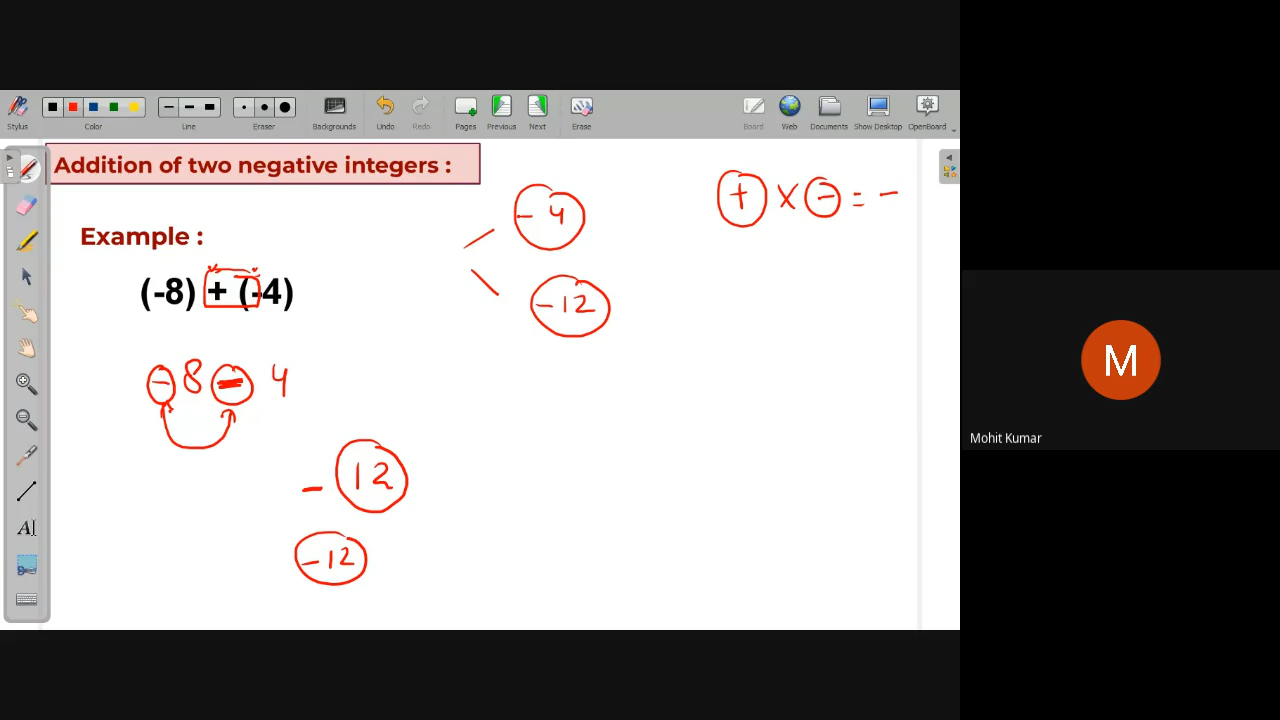 Stylus Color Line Eraser Backgrounds Undo Redo Pages Previous Next Erase Board Web Documents Show Desktop OpenBoard
Addition of two negative integers :
+ × - = -
- 4
Example :
(-8) + (-4)
- 12
- 8 - 4
- 12
- 12
AI
M
Mohit Kumar